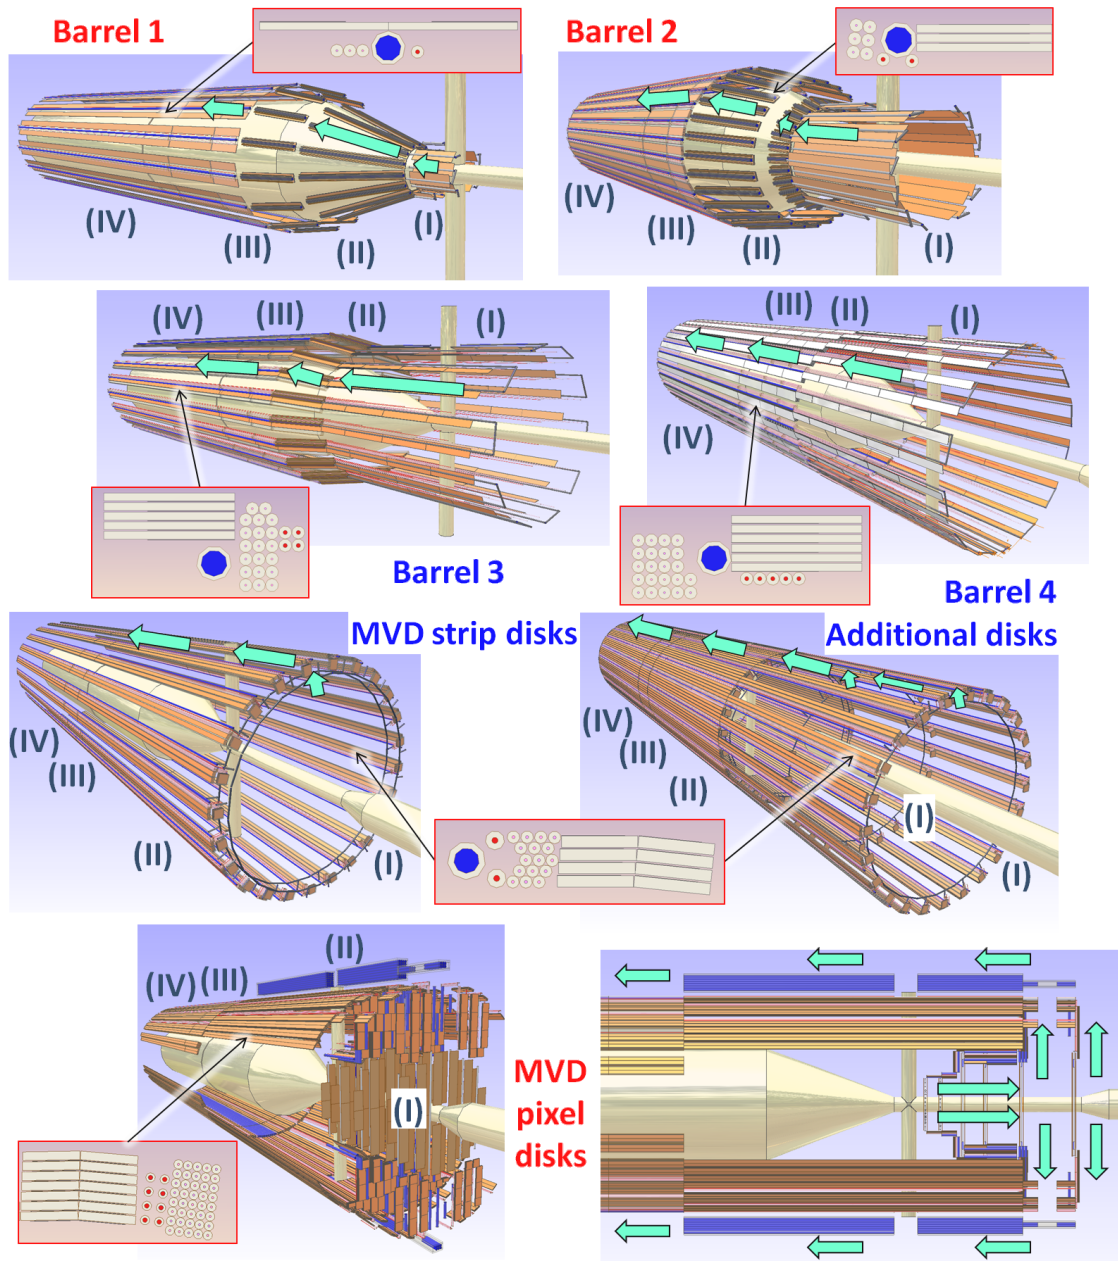 Barrel 1
(IV)
(III)
(II)
(I)
Barrel 2
(IV)
(III)
(II)
(I)
(IV)
(III)
(II)
(I)
Barrel 3
(III)
(II)
(I)
(IV)
Barrel 4
MVD strip disks
(IV)
(III)
(II)
(I)
Additional disks
(IV)
(III)
(II)
(I)
(I)
(II)
(III)
(IV)
(I)
MVD
pixel
disks